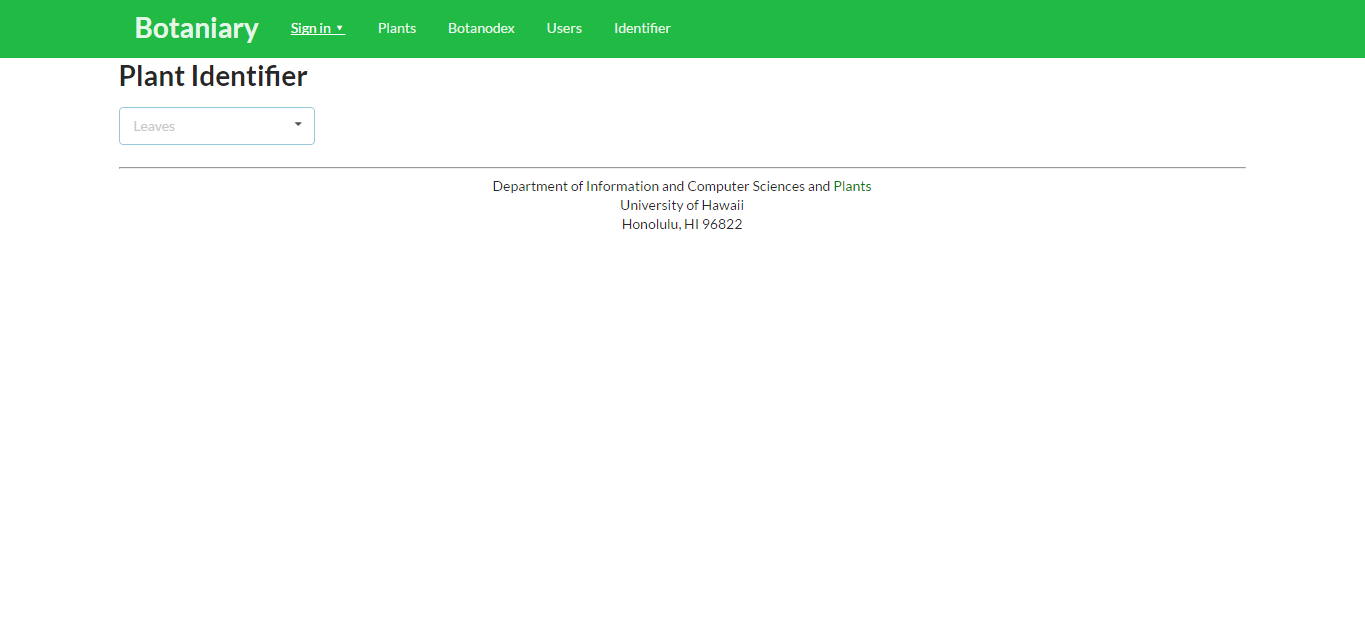 Botaniary Sign in ▾ Plants Botanodex Users Identifier
Plant Identifier
Leaves
Department of Information and Computer Sciences and Plants
University of Hawaii
Honolulu, HI 96822